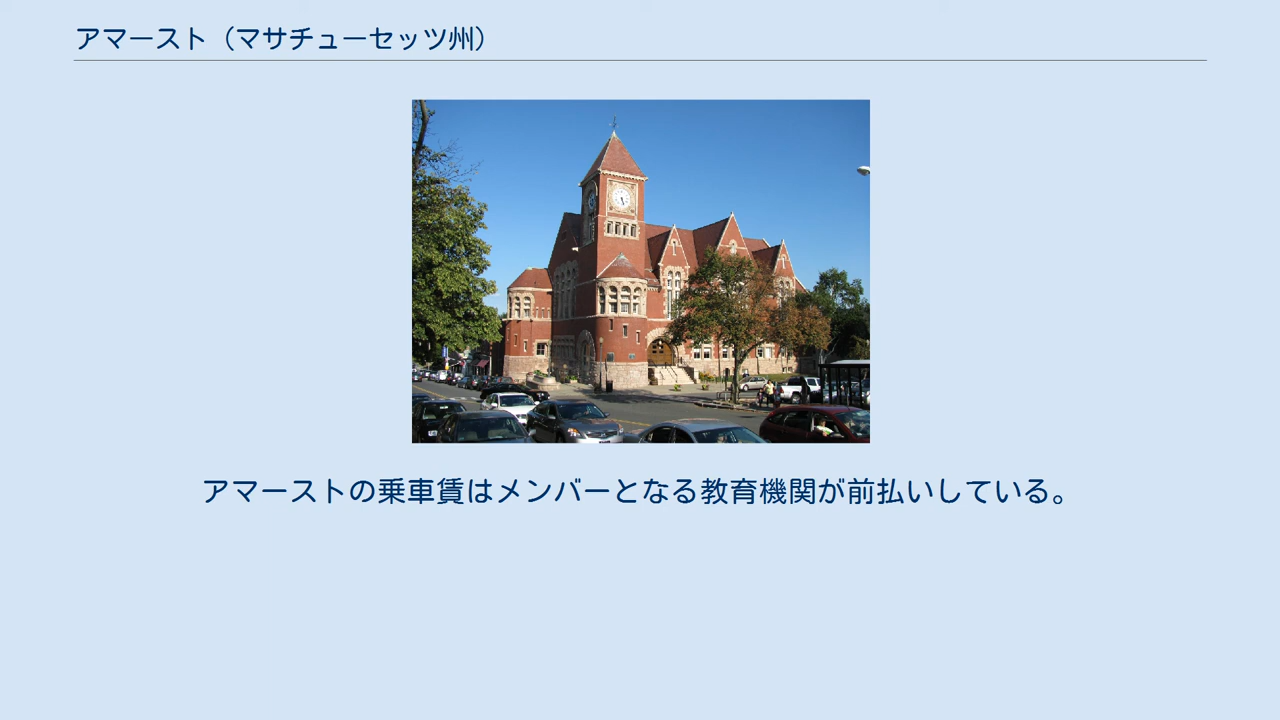 アマースト（マサチューセッツ州）
アマーストの乗車賃はメンバーとなる教育機関が前払いしている。